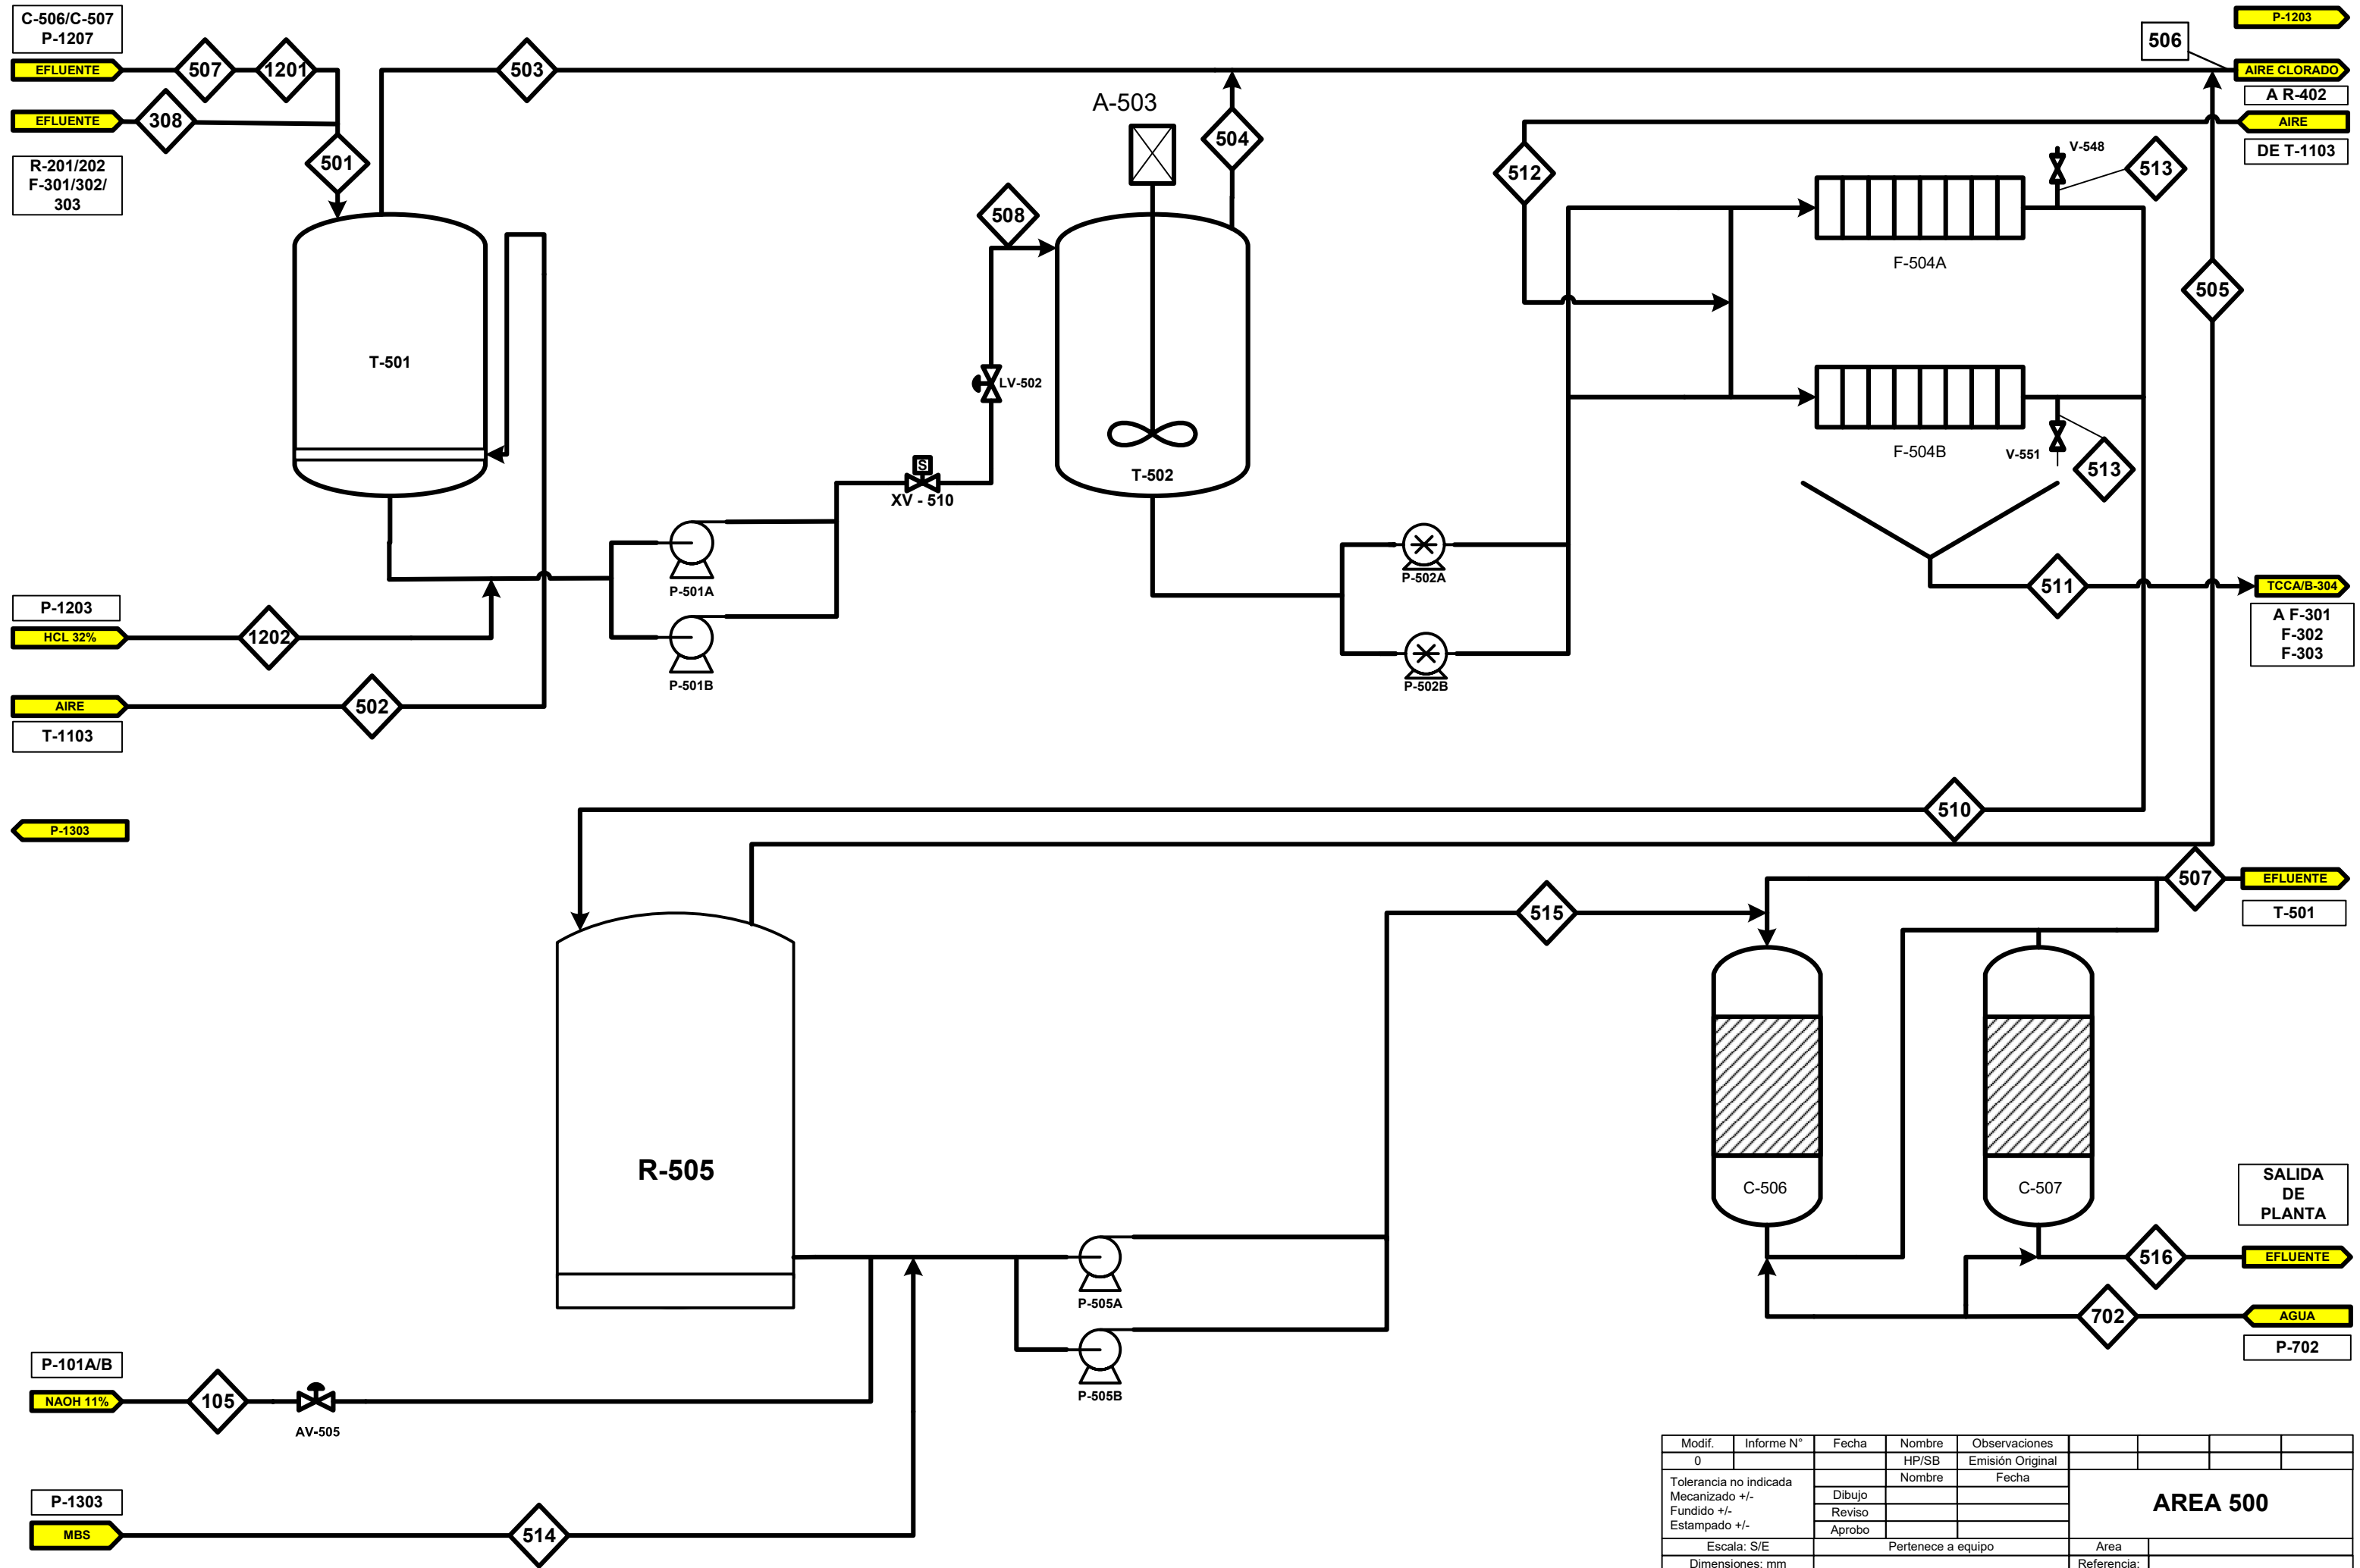 C-506/C-507
P-1207
EFLUENTE
507
1201
503
506
P-1203
AIRE CLORADO
A R-402
EFLUENTE
308
501
R-201/202
F-301/302/
303
A-503
504
512
AIRE
DE T-1103
V-548
513
508
F-504A
505
T-501
LV-502
F-504B
V-551
513
T-502
S
XV - 510
P-501A
P-502A
511
TCCA/B-304
A F-301
F-302
F-303
P-1203
HCL 32%
1202
P-501B
P-502B
AIRE
502
T-1103
P-1303
510
507
EFLUENTE
T-501
515
R-505
C-506
C-507
SALIDA
DE
PLANTA
516
EFLUENTE
P-505A
702
AGUA
P-702
P-101A/B
NAOH 11%
105
AV-505
P-505B
P-1303
MBS
514
Modif. Informe N° Fecha Nombre Observaciones
0 HP/SB Emisión Original
Nombre Fecha
Tolerancia no indicada
Mecanizado +/-
Fundido +/-
Estampado +/-
Dibujo
Reviso
Aprobo
AREA 500
Escala: S/E Pertenece a equipo Area
Dimensiones: mm Referencia: